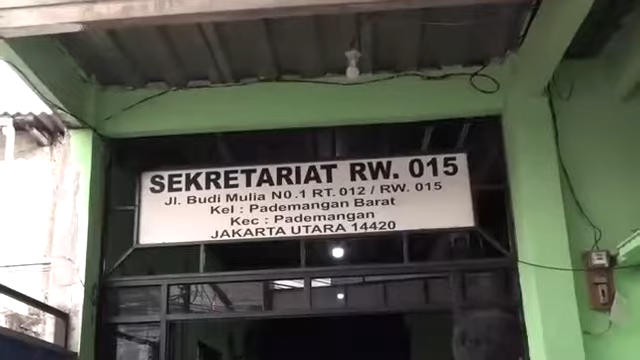 SEKRETARIAT RW. 015
Jl. Budi Mulia N0.1 RT. 012 / RW. 015
Kel : Pademangan Barat
Kec : Pademangan
JAKARTA UTARA 14420